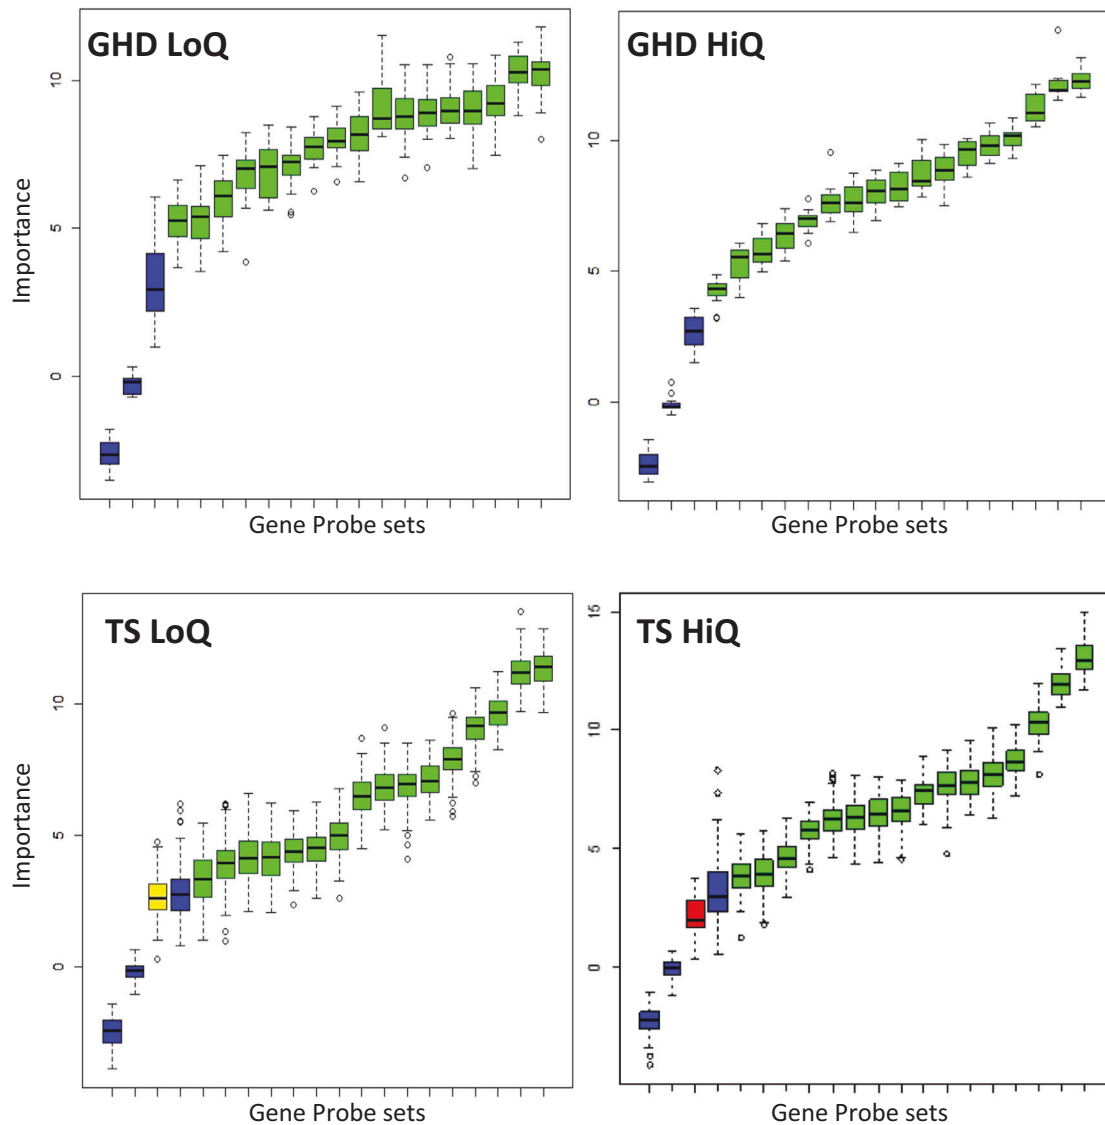 GHD LoQ
Importance
10
5
0
Gene Probe sets
GHD HiQ
10
5
0
Gene Probe sets
TS LoQ
Importance
10
5
0
Gene Probe sets
TS HiQ
15
10
5
0
Gene Probe sets